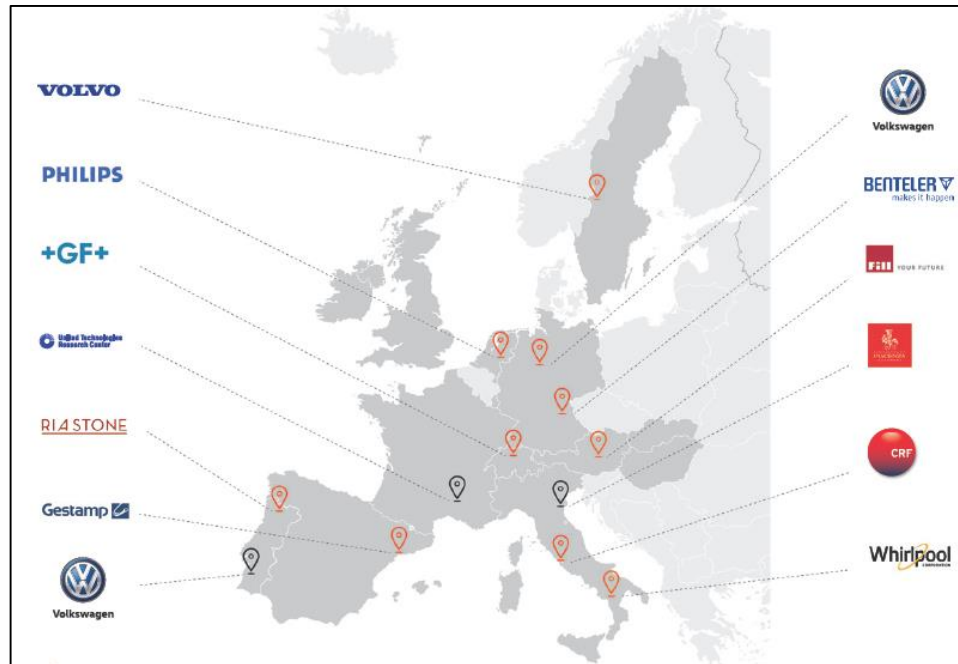 VOLVO
PHILIPS
+GF+
United Technologies
Research Center
RIASTONE
Gestamp
Volkswagen
Volkswagen
BENTELER
makes it happen
FILL YOUR FUTURE
CRF
Whirlpool
CORPORATION